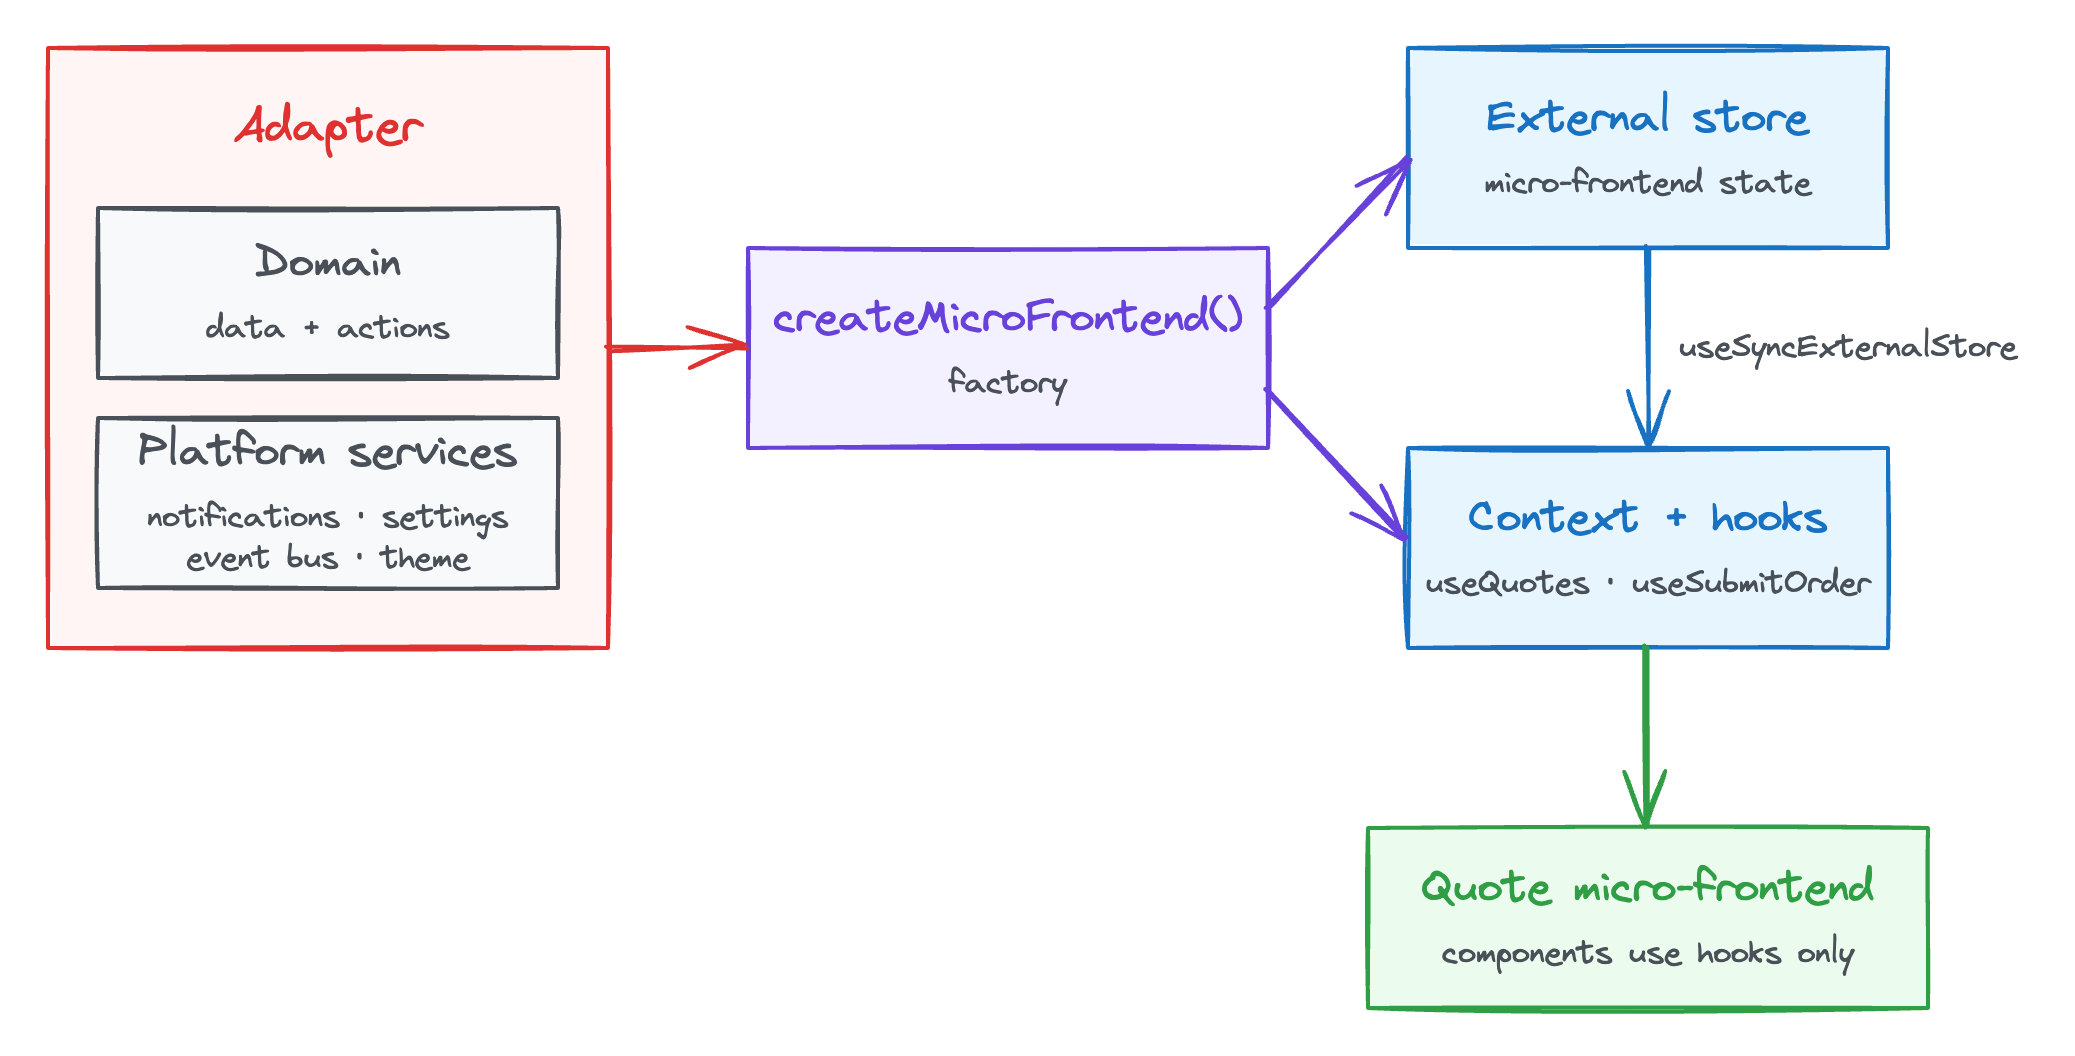 Adapter
Domain
data + actions
Platform services
notifications · settings
event bus · theme
createMicroFrontend()
factory
External store
micro-frontend state
useSyncExternalStore
Context + hooks
useQuotes · useSubmitOrder
Quote micro-frontend
components use hooks only